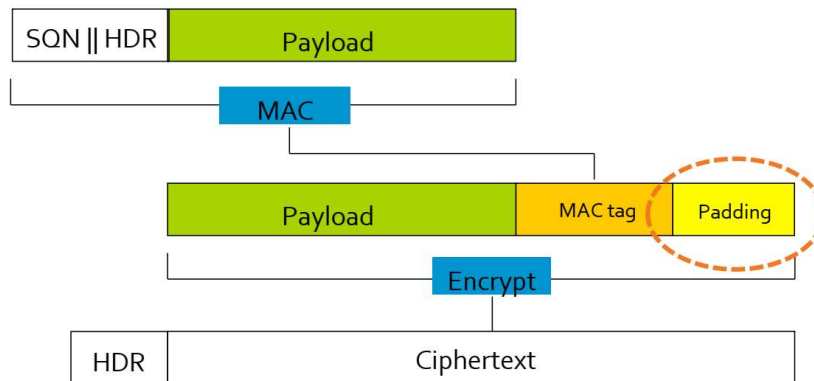 SQN || HDR Payload
MAC
Payload MAC tag Padding
Encrypt
HDR Ciphertext